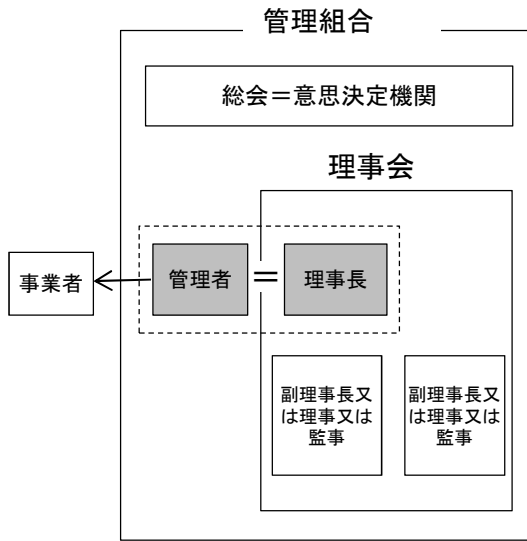 管理組合
総会＝意思決定機関
理事会
事業者
管理者
＝
理事長
副理事長又
は理事又は
監事
副理事長又
は理事又は
監事